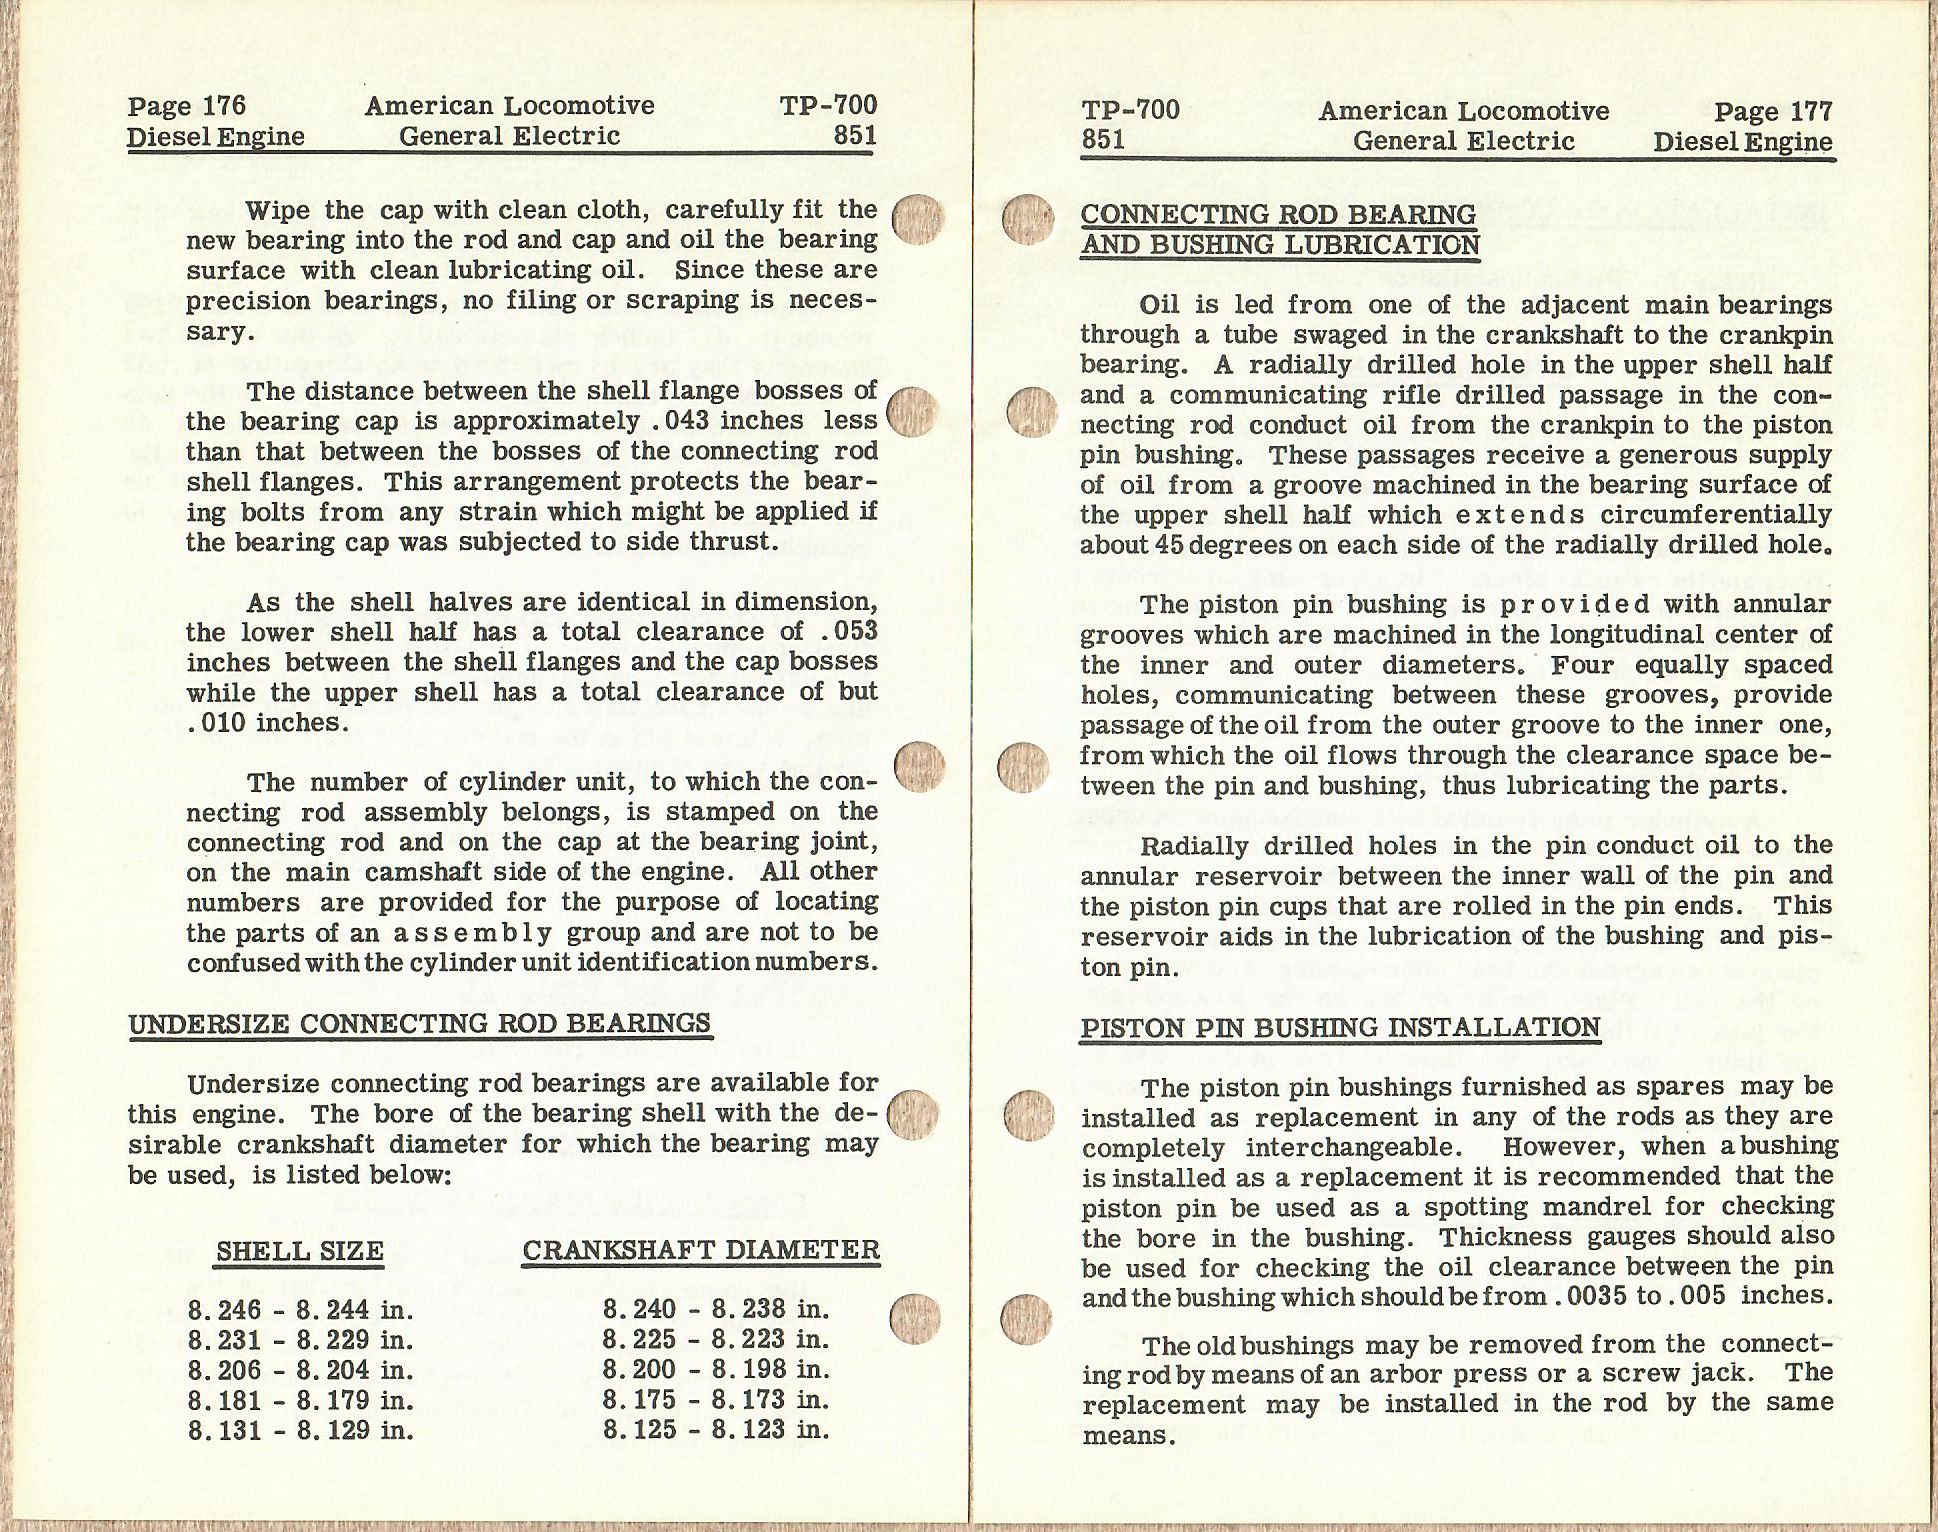 Page 176 American Locomotive TP-700
Diesel Engine General Electric 851
Wipe the cap with clean cloth, carefully fit the
new bearing into the rod and cap and oil the bearing
surface with clean lubricating oil. Since these are
precision bearings, no filing or scraping is neces-
sary.
The distance between the shell flange bosses of
the bearing cap is approximately .043 inches less
than that between the bosses of the connecting rod
shell flanges. This arrangement protects the bear-
ing bolts from any strain which might be applied if
the bearing cap was subjected to side thrust.
As the shell halves are identical in dimension,
the lower shell half has a total clearance of .053
inches between the shell flanges and the cap bosses
while the upper shell has a total clearance of but
.010 inches.
The number of cylinder unit, to which the con-
necting rod assembly belongs, is stamped on the
connecting rod and on the cap at the bearing joint,
on the main camshaft side of the engine. All other
numbers are provided for the purpose of locating
the parts of an assembly group and are not to be
confused with the cylinder unit identification numbers.
UNDERSIZE CONNECTING ROD BEARINGS
Undersize connecting rod bearings are available for
this engine. The bore of the bearing shell with the de-
sirable crankshaft diameter for which the bearing may
be used, is listed below:
SHELL SIZE CRANKSHAFT DIAMETER
8.246 - 8.244 in. 8.240 - 8.238 in.
8.231 - 8.229 in. 8.225 - 8.223 in.
8.206 - 8.204 in. 8.200 - 8.198 in.
8.181 - 8.179 in. 8.175 - 8.173 in.
8.131 - 8.129 in. 8.125 - 8.123 in.
TP-700 American Locomotive Page 177
851 General Electric Diesel Engine
CONNECTING ROD BEARING
AND BUSHING LUBRICATION
Oil is led from one of the adjacent main bearings
through a tube swaged in the crankshaft to the crankpin
bearing. A radially drilled hole in the upper shell half
and a communicating rifle drilled passage in the con-
necting rod conduct oil from the crankpin to the piston
pin bushing. These passages receive a generous supply
of oil from a groove machined in the bearing surface of
the upper shell half which extends circumferentially
about 45 degrees on each side of the radially drilled hole.
The piston pin bushing is provided with annular
grooves which are machined in the longitudinal center of
the inner and outer diameters. Four equally spaced
holes, communicating between these grooves, provide
passage of the oil from the outer groove to the inner one,
from which the oil flows through the clearance space be-
tween the pin and bushing, thus lubricating the parts.
Radially drilled holes in the pin conduct oil to the
annular reservoir between the inner wall of the pin and
the piston pin cups that are rolled in the pin ends. This
reservoir aids in the lubrication of the bushing and pis-
ton pin.
PISTON PIN BUSHING INSTALLATION
The piston pin bushings furnished as spares may be
installed as replacement in any of the rods as they are
completely interchangeable. However, when a bushing
is installed as a replacement it is recommended that the
piston pin be used as a spotting mandrel for checking
the bore in the bushing. Thickness gauges should also
be used for checking the oil clearance between the pin
and the bushing which should be from .0035 to .005 inches.
The old bushings may be removed from the connect-
ing rod by means of an arbor press or a screw jack. The
replacement may be installed in the rod by the same
means.